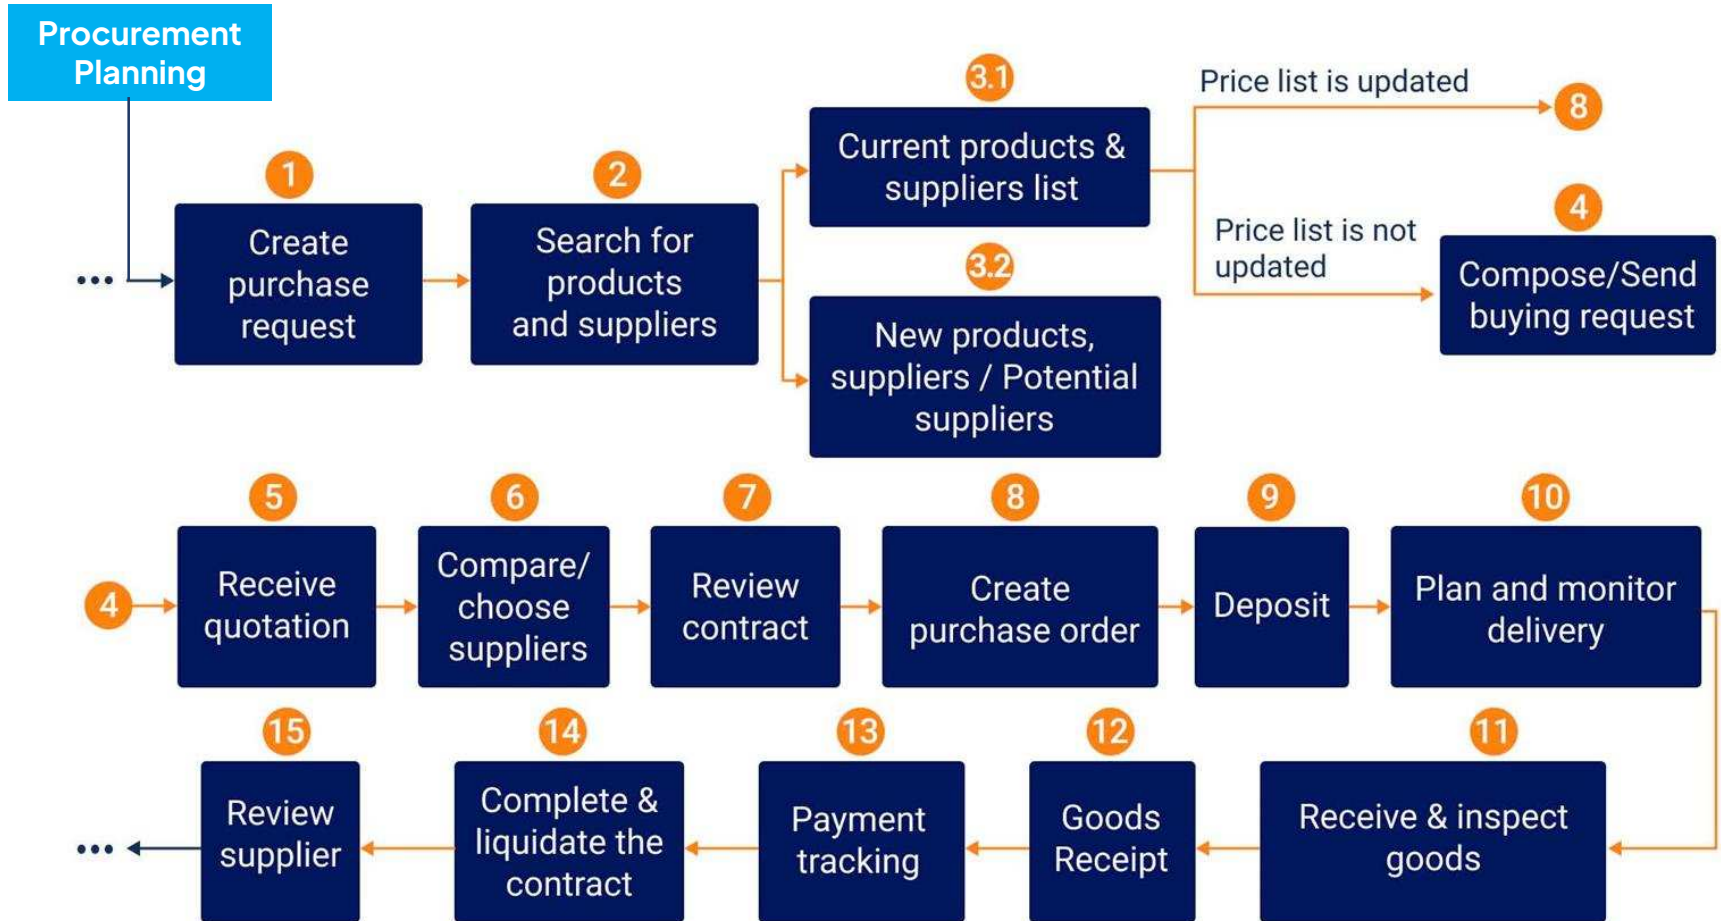 Procurement
Planning
3.1
Price list is updated
8
Current products &
suppliers list
1
2
4
Create
purchase
request
Search for
products
and suppliers
Price list is not
updated
3.2
Compose/Send
buying request
•••
New products,
suppliers / Potential
suppliers
5
6
7
8
9
10
4
Receive
quotation
Compare/
choose
suppliers
Review
contract
Create
purchase order
Deposit
Plan and monitor
delivery
15
14
13
12
11
•••
Review
supplier
Complete &
liquidate the
contract
Payment
tracking
Goods
Receipt
Receive & inspect
goods